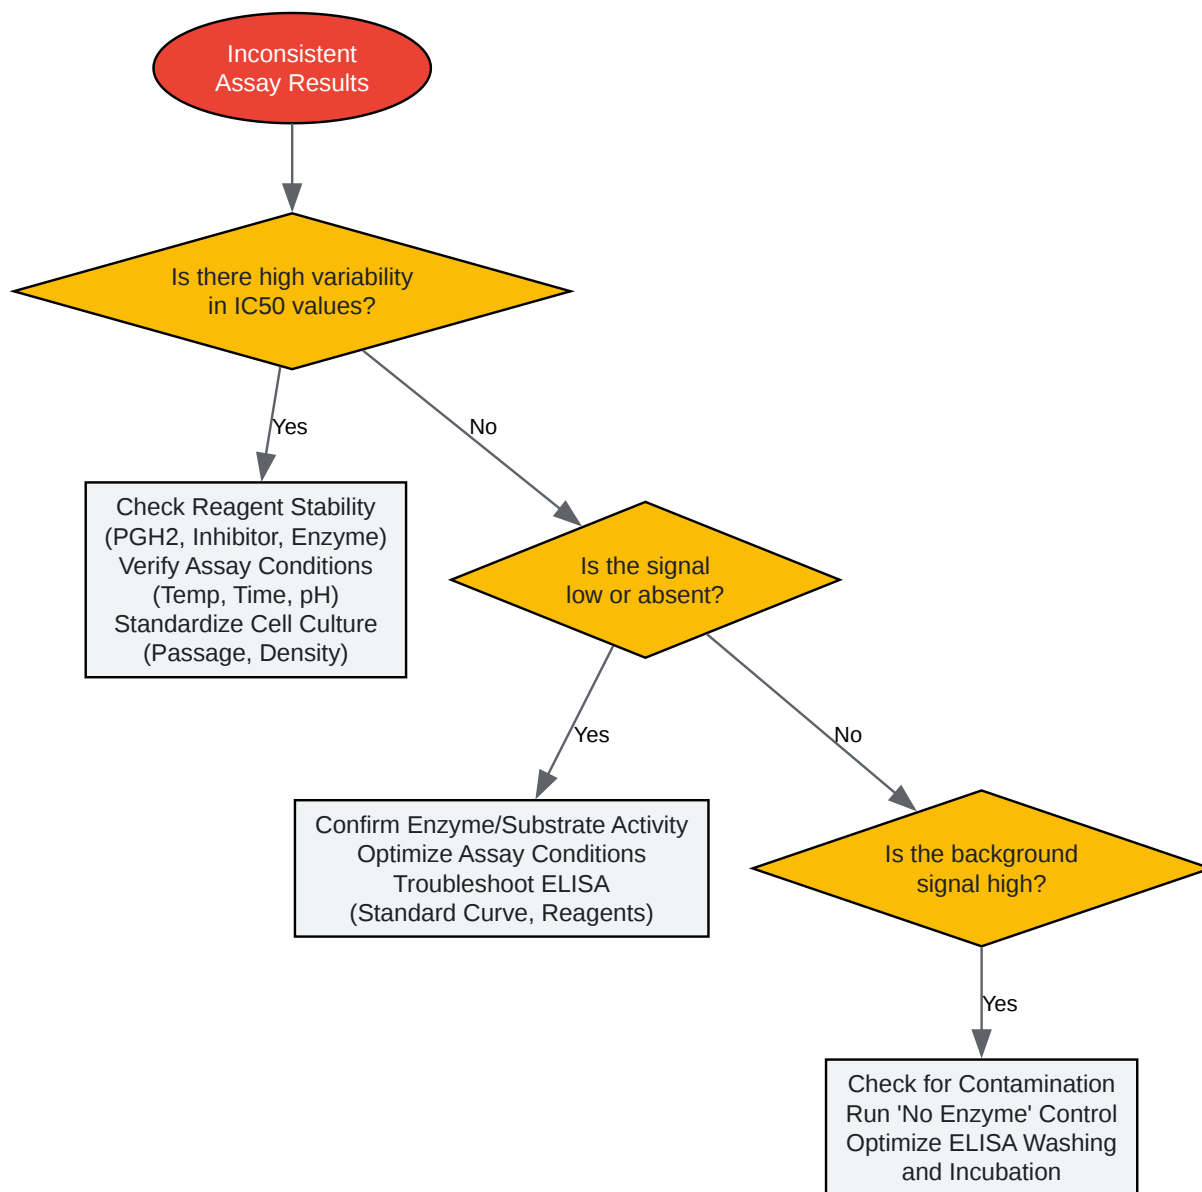 Inconsistent
Assay Results
Is there high variability
in IC50 values?
Yes
No
Check Reagent Stability
(PGH2, Inhibitor, Enzyme)
Verify Assay Conditions
(Temp, Time, pH)
Standardize Cell Culture
(Passage, Density)
Is the signal
low or absent?
Yes
No
Confirm Enzyme/Substrate Activity
Optimize Assay Conditions
Troubleshoot ELISA
(Standard Curve, Reagents)
Is the background
signal high?
Yes
Check for Contamination
Run 'No Enzyme' Control
Optimize ELISA Washing
and Incubation